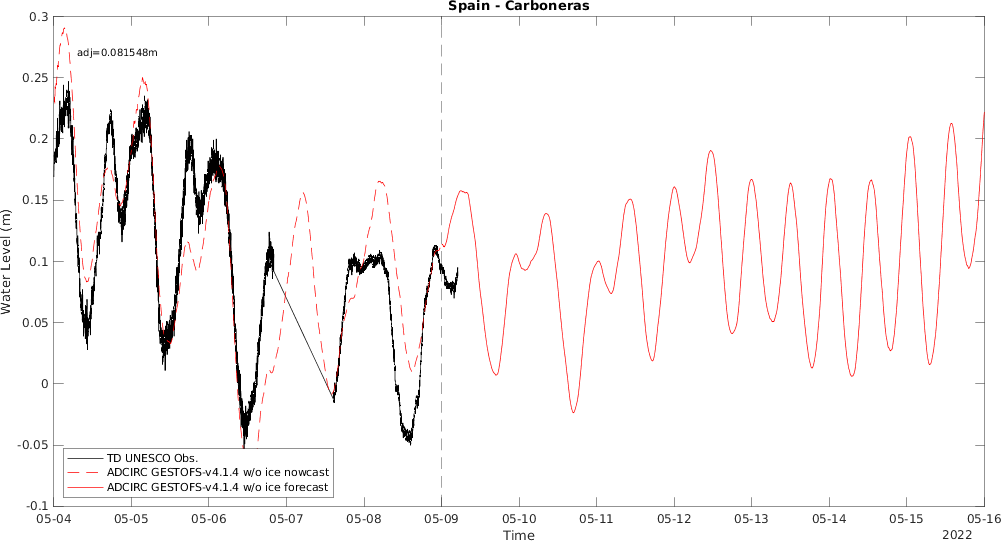 Spain - Carboneras
adj=0.081548m
0.3
0.25
0.2
0.15
0.1
0.05
0
-0.05
-0.1
Water Level (m)
TD UNESCO Obs.
ADCIRC GESTOFS-v4.1.4 w/o ice nowcast
ADCIRC GESTOFS-v4.1.4 w/o ice forecast
05-04 05-05 05-06 05-07 05-08 05-09 05-10 05-11 05-12 05-13 05-14 05-15 05-16
Time
2022